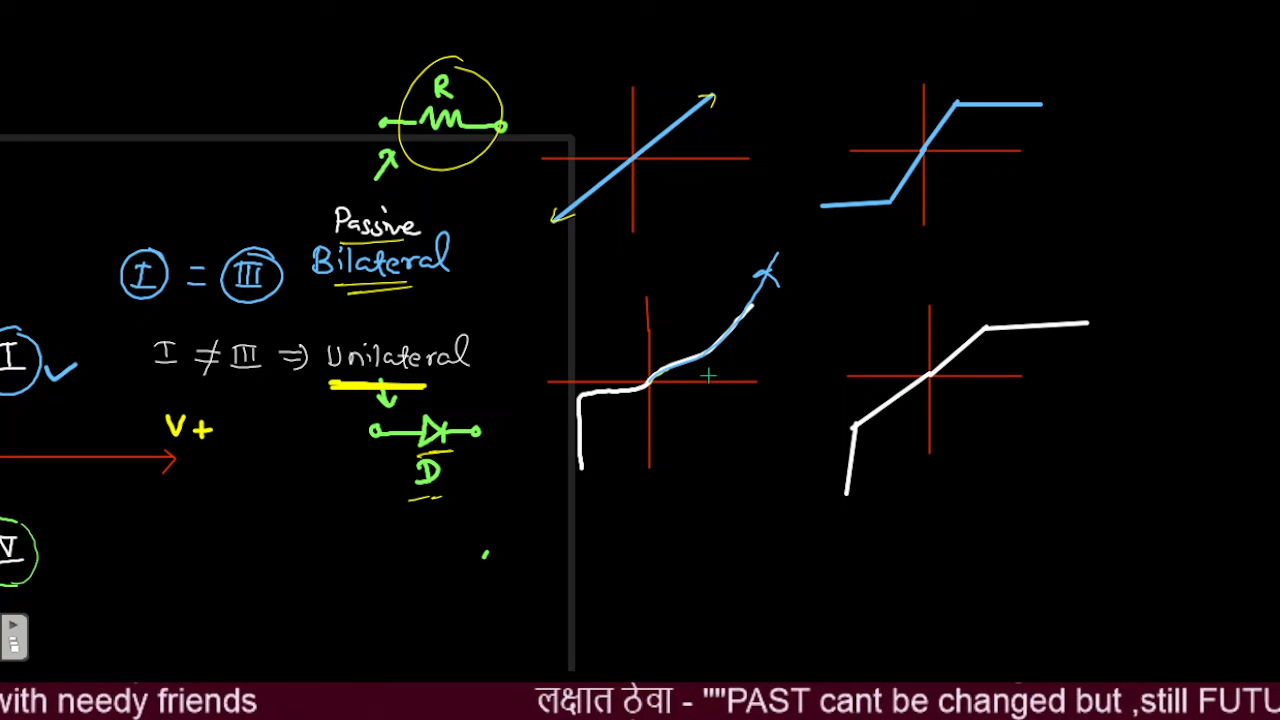 R
Passive
Bilateral
I = III
I ≠ III ⇒ Unilateral
I
V +
D
with needy friends
लक्षात ठेवा - ""PAST cant be changed but ,still FUTU